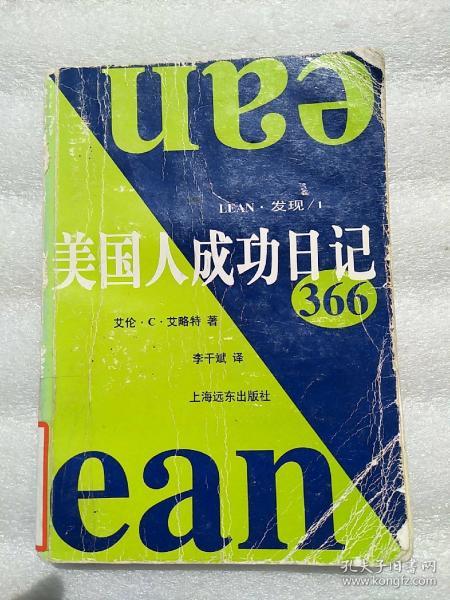 ean
LEAN·发现/1
美国人成功日记
366
艾伦·C·艾略特 著
李干斌 译
上海远东出版社
ean
孔夫子旧书网
www.kongfz.com